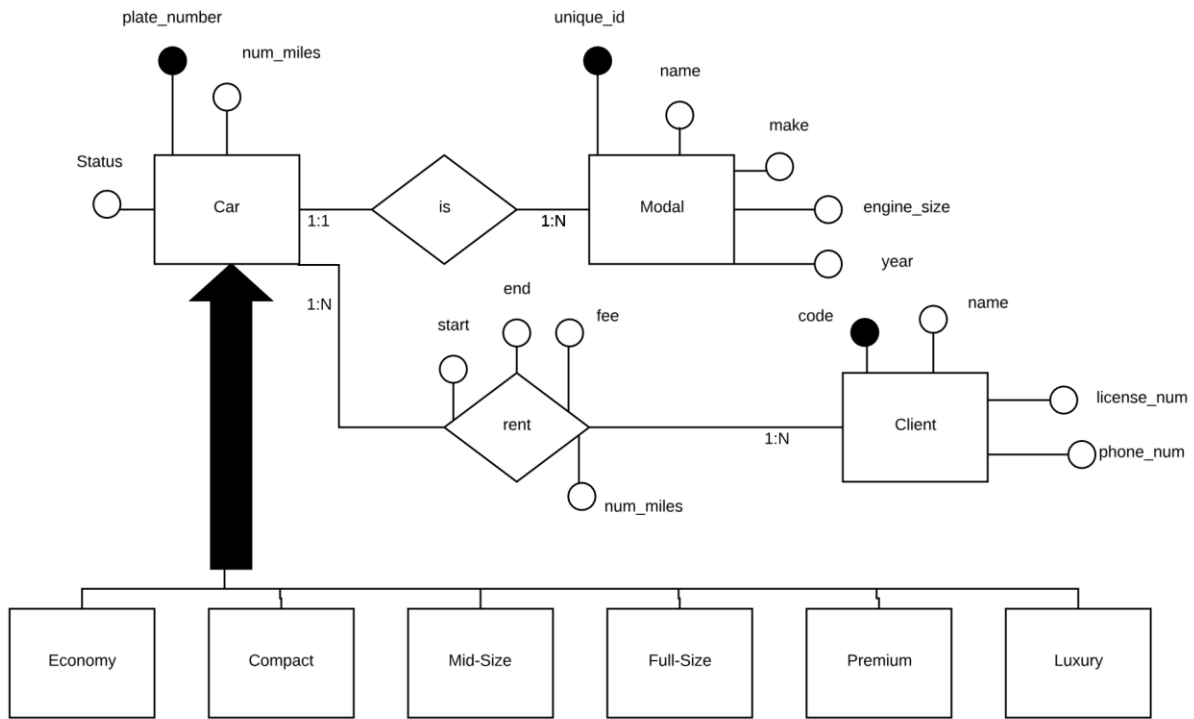 plate_number
unique_id
num_miles
name
make
Status
Car
is
Modal
engine_size
1:1
1:N
year
end
1:N
name
start
fee
code
license_num
rent
Client
1:N
phone_num
num_miles
Economy
Compact
Mid-Size
Full-Size
Premium
Luxury